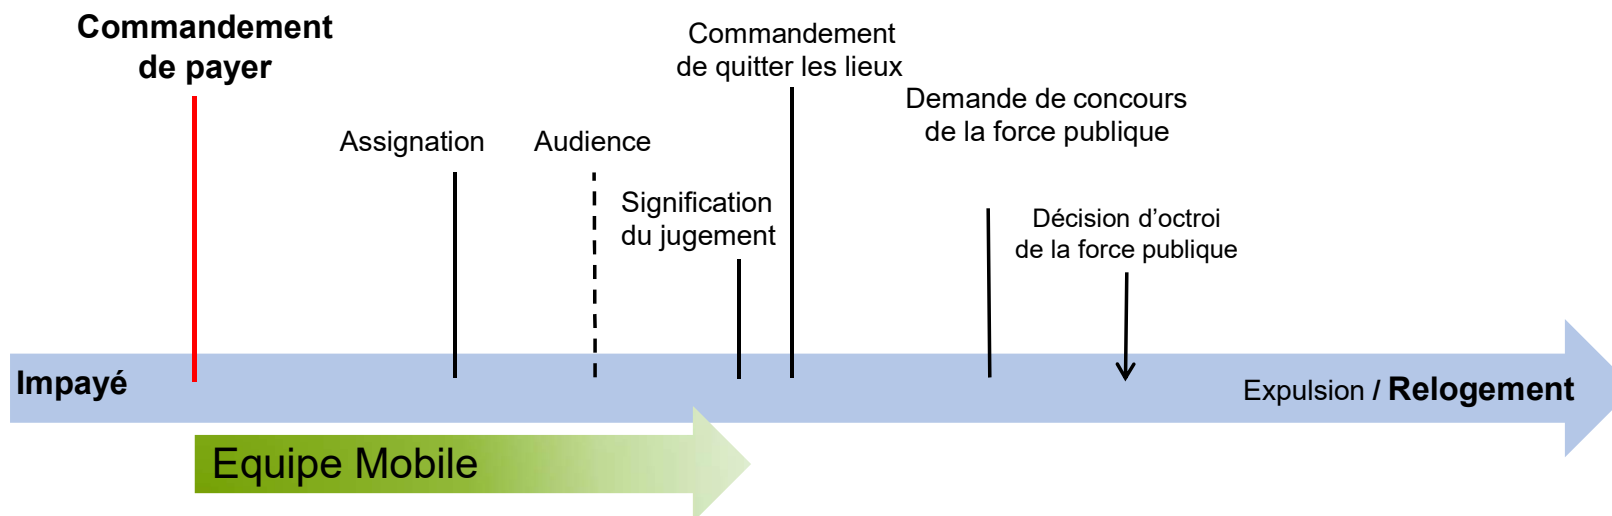 Commandement
de payer
Assignation
Audience
Signification
du jugement
Commandement
de quitter les lieux
Demande de concours
de la force publique
Décision d’octroi
de la force publique
Impayé
Expulsion / Relogement
Equipe Mobile